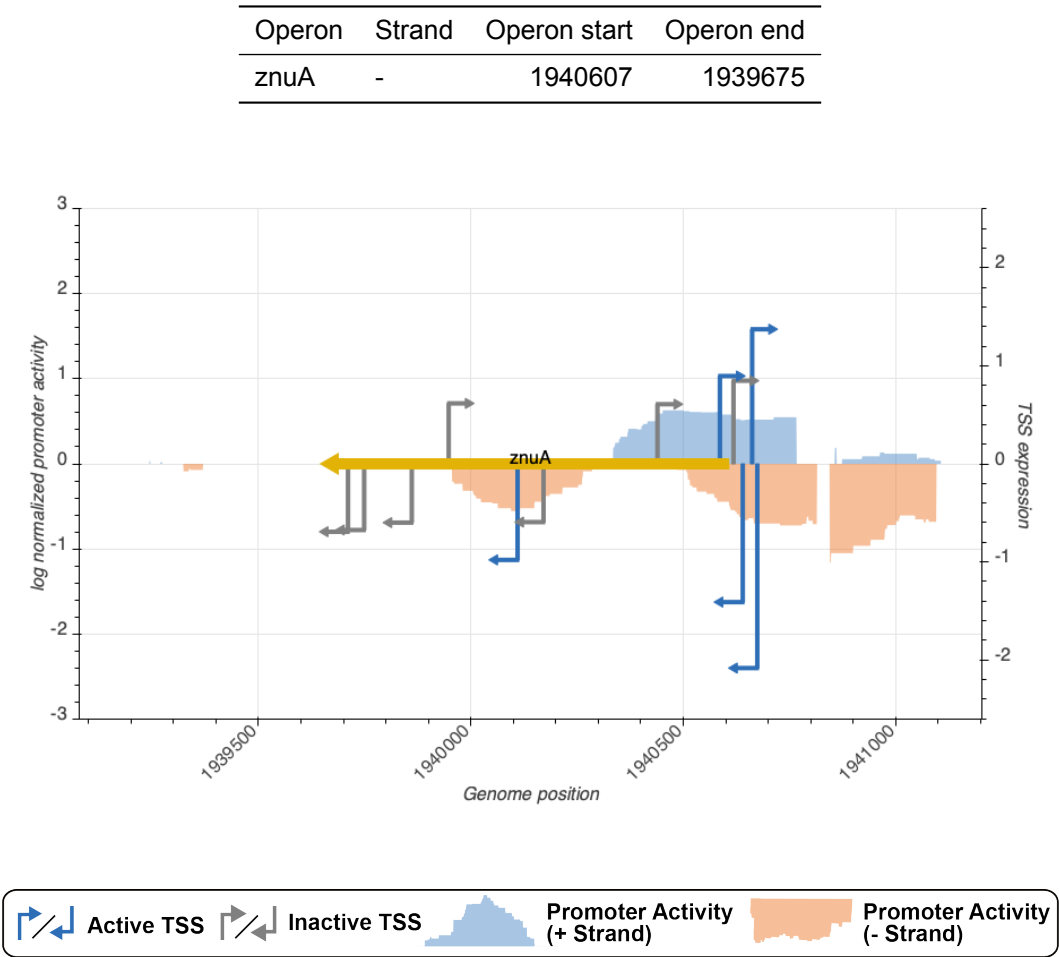 Operon Strand Operon start Operon end
znuA - 1940607 1939675
3
2
1
0
-1
-2
-3
log normalized promoter activity
2
1
0
-1
-2
TSS expression
znuA
1939500
1940000
1940500
1941000
Genome position
Active TSS
Inactive TSS
Promoter Activity
(+ Strand)
Promoter Activity
(- Strand)